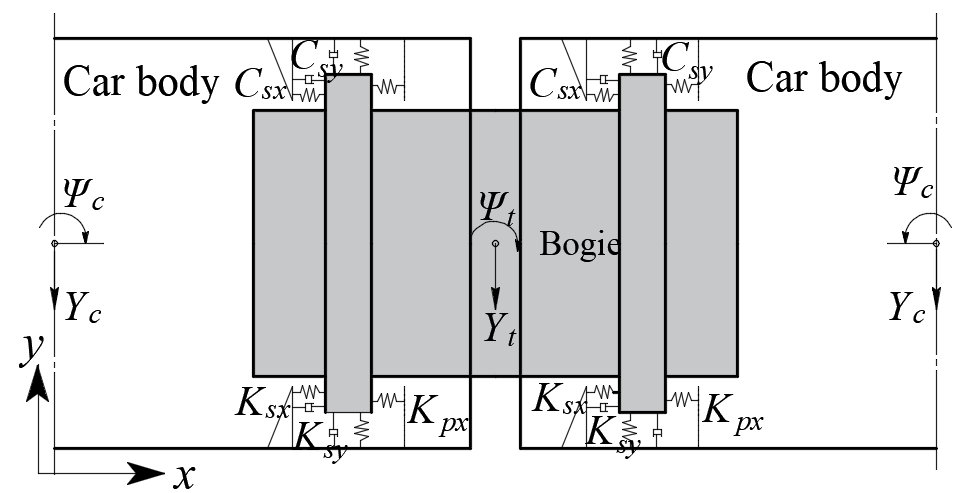 C_sy
C_sy
Car body
C_sx
C_sx
Car body
Ψ_c
Ψ_t
Ψ_c
Bogie
Y_c
Y_t
Y_c
y
K_sx
K_px
K_sx
K_px
K_sy
K_sy
x